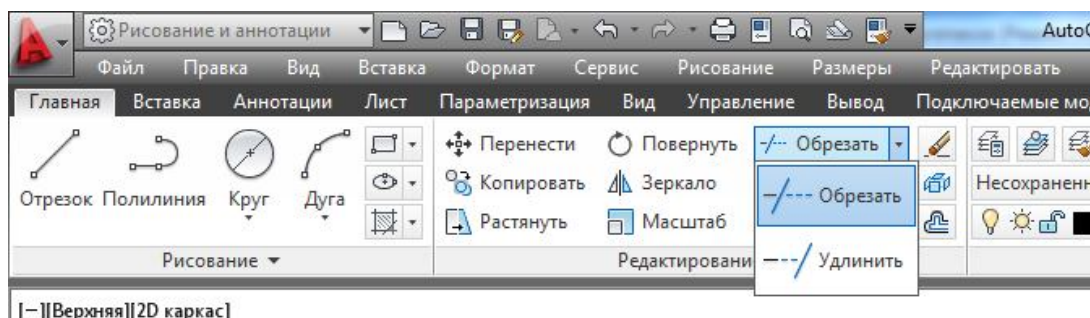 Рисование и аннотации AutoC
Файл Правка Вид Вставка Формат Сервис Рисование Размеры Редактировать
Главная Вставка Аннотации Лист Параметризация Вид Управление Вывод Подключаемые мо
Перенести Повернуть Обрезать
Отрезок Полилиния Круг Дуга Копировать Зеркало Обрезать Несохраненн
Растянуть Масштаб
Рисование Редактировани Удлинить
[−][Верхняя][2D каркас]